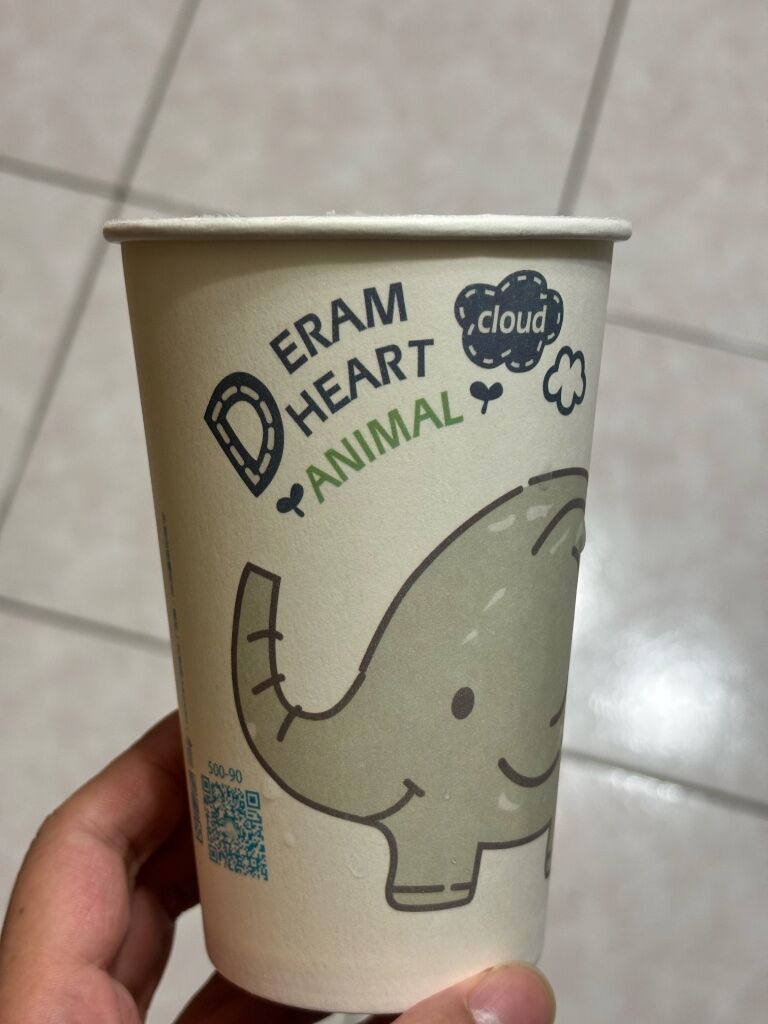 D ERAM
HEART
ANIMAL
cloud
500-90